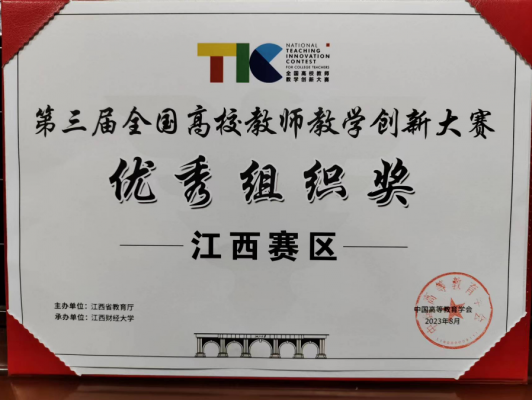 TIC
NATIONAL
TEACHING
INNOVATION
CONTEST
FOR COLLEGE TEACHERS
全国高校教师
教学创新大赛
第三届全国高校教师教学创新大赛
优秀组织奖
江西赛区
主办单位：江西省教育厅
承办单位：江西财经大学
中国高等教育学会
2023年8月